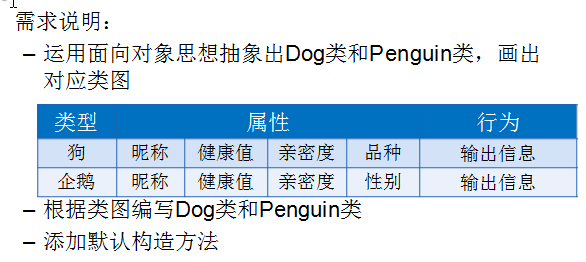 需求说明：
– 运用面向对象思想抽象出Dog类和Penguin类，画出
对应类图
类型 属性 行为
狗 昵称 健康值 亲密度 品种 输出信息
企鹅 昵称 健康值 亲密度 性别 输出信息
– 根据类图编写Dog类和Penguin类
– 添加默认构造方法